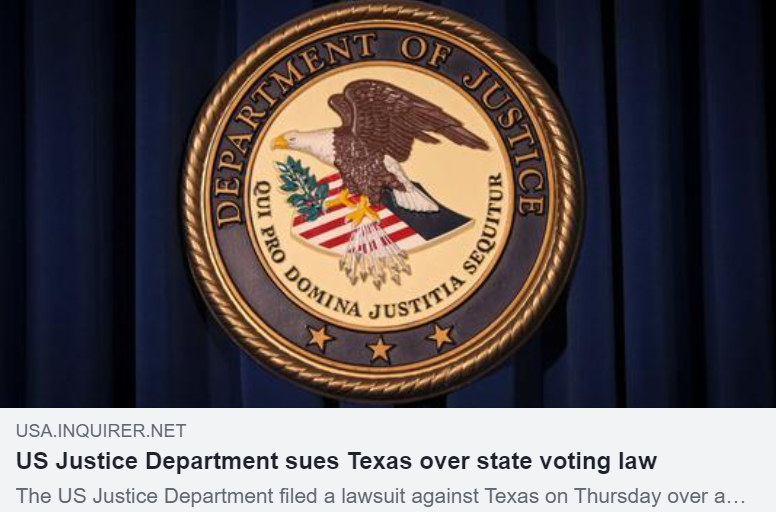 DEPARTMENT OF JUSTICE
QUI PRO DOMINA JUSTITIA SEQUITUR
USA.INQUIRER.NET
US Justice Department sues Texas over state voting law
The US Justice Department filed a lawsuit against Texas on Thursday over a…